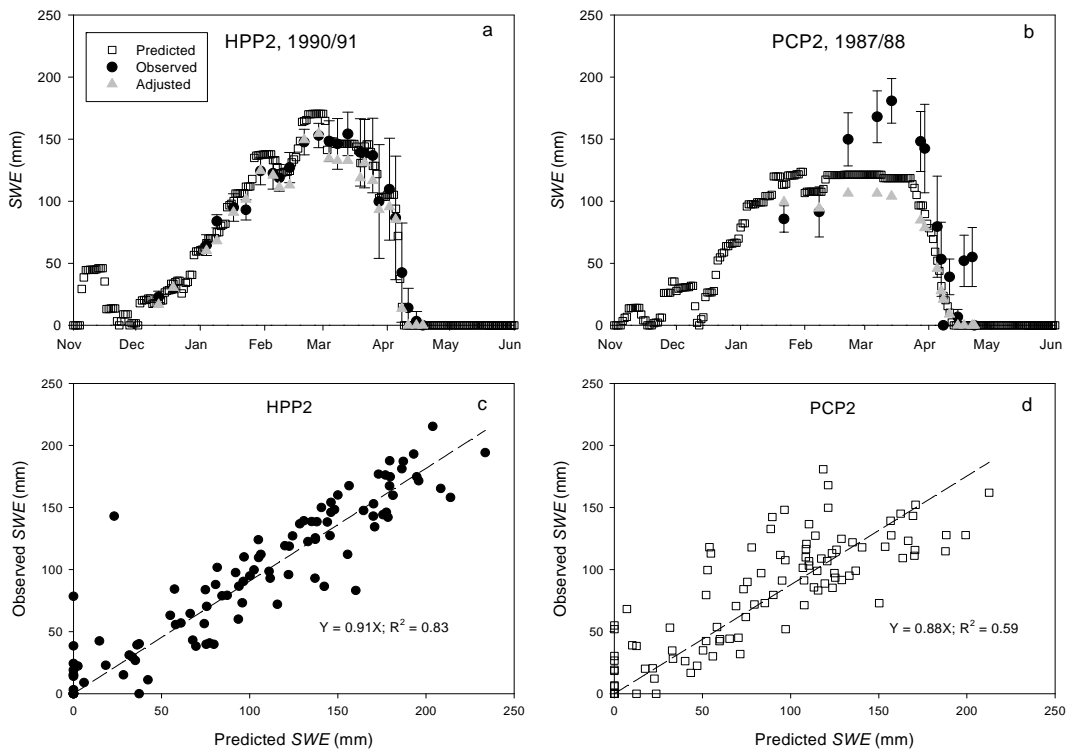 HPP2, 1990/91
a
Predicted
Observed
Adjusted
SWE (mm)
250
200
150
100
50
0
Nov Dec Jan Feb Mar Apr May Jun
PCP2, 1987/88
b
SWE (mm)
250
200
150
100
50
0
Nov Dec Jan Feb Mar Apr May Jun
HPP2
c
Observed SWE (mm)
250
200
150
100
50
0
Y = 0.91X; R² = 0.83
0 50 100 150 200 250
Predicted SWE (mm)
PCP2
d
Observed SWE (mm)
250
200
150
100
50
0
Y = 0.88X; R² = 0.59
0 50 100 150 200 250
Predicted SWE (mm)